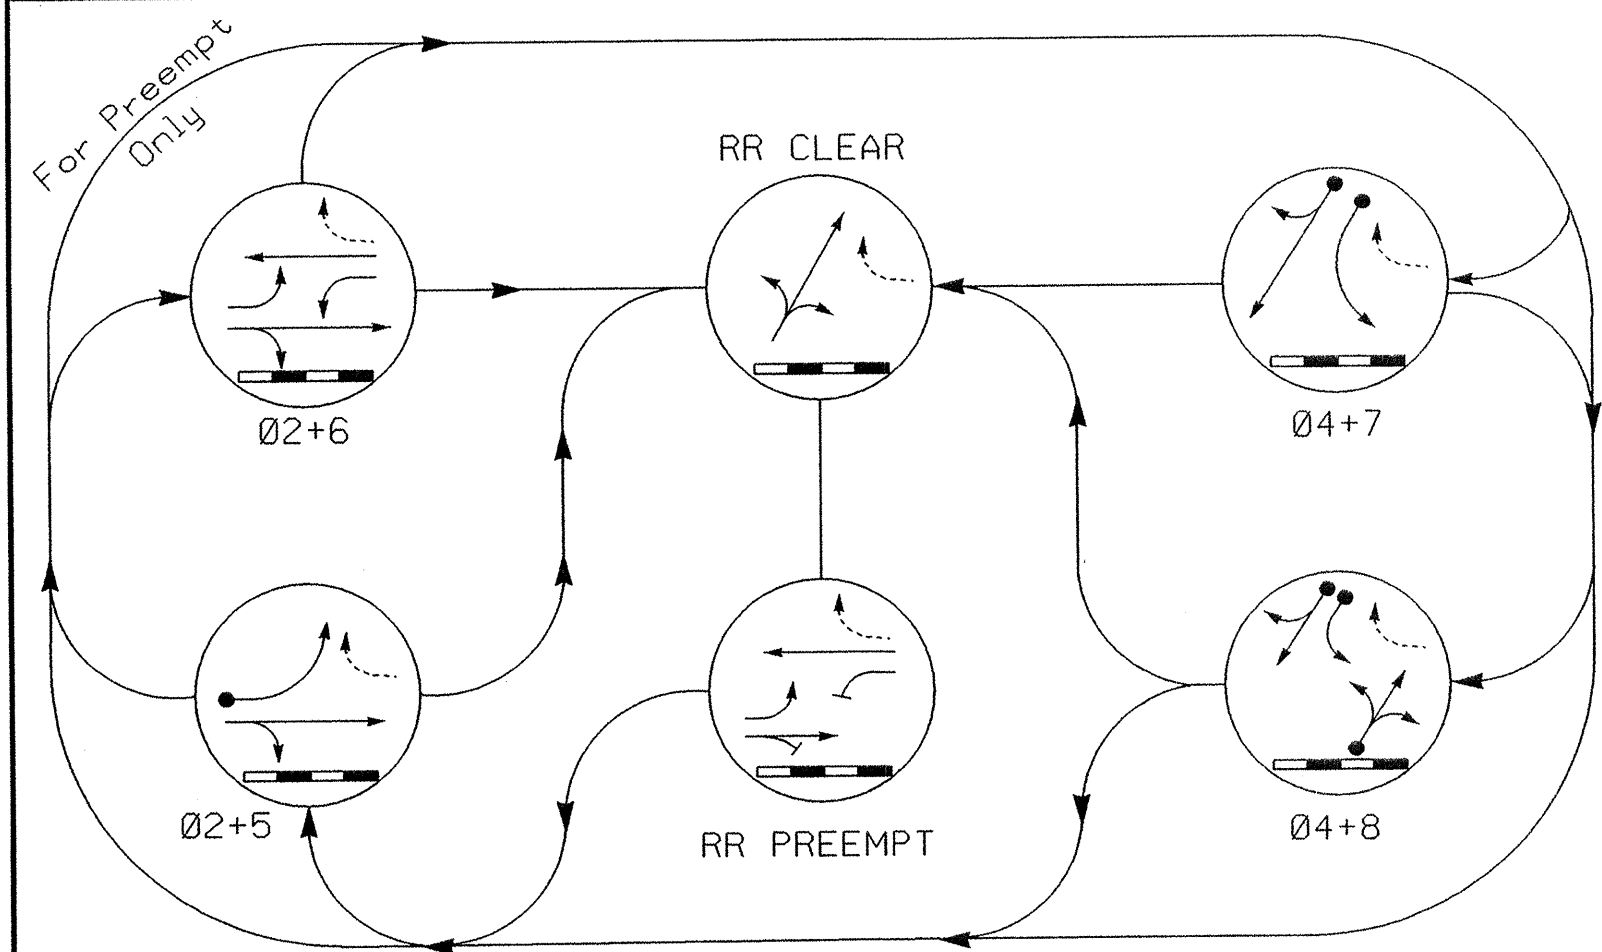 For Preempt
Only
RR CLEAR
Ø2+6
Ø4+7
Ø2+5
RR PREEMPT
Ø4+8